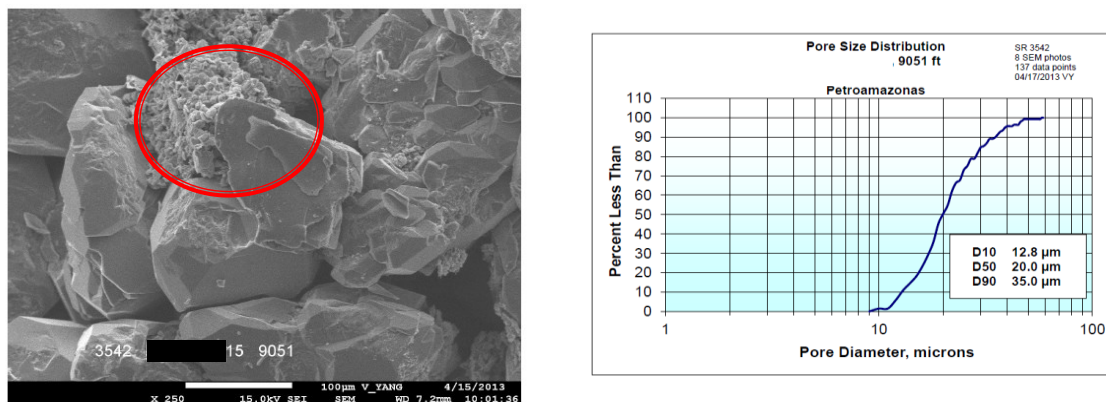 3542 15 9051
100µm V_YANG 4/15/2013
X 250 15.0kV SEI SEM WD 7.2mm 10:01:36
Pore Size Distribution
, 9051 ft
SR 3542
8 SEM photos
137 data points
04/17/2013 VY
Petroamazonas
Percent Less Than
110
100
90
80
70
60
50
40
30
20
10
0
D10 12.8 µm
D50 20.0 µm
D90 35.0 µm
1 10 100
Pore Diameter, microns